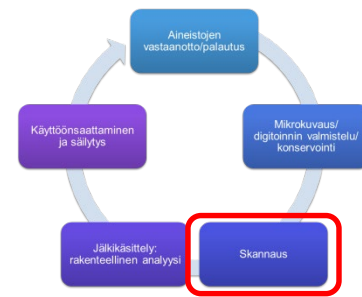 Aineistojen
vastaanotto/palautus
Mikrokuvaus/
digitoinnin valmistelu/
konservointi
Skannaus
Jälkikäsittely:
rakenteellinen analyysi
Käyttöönsaattaminen
ja säilytys